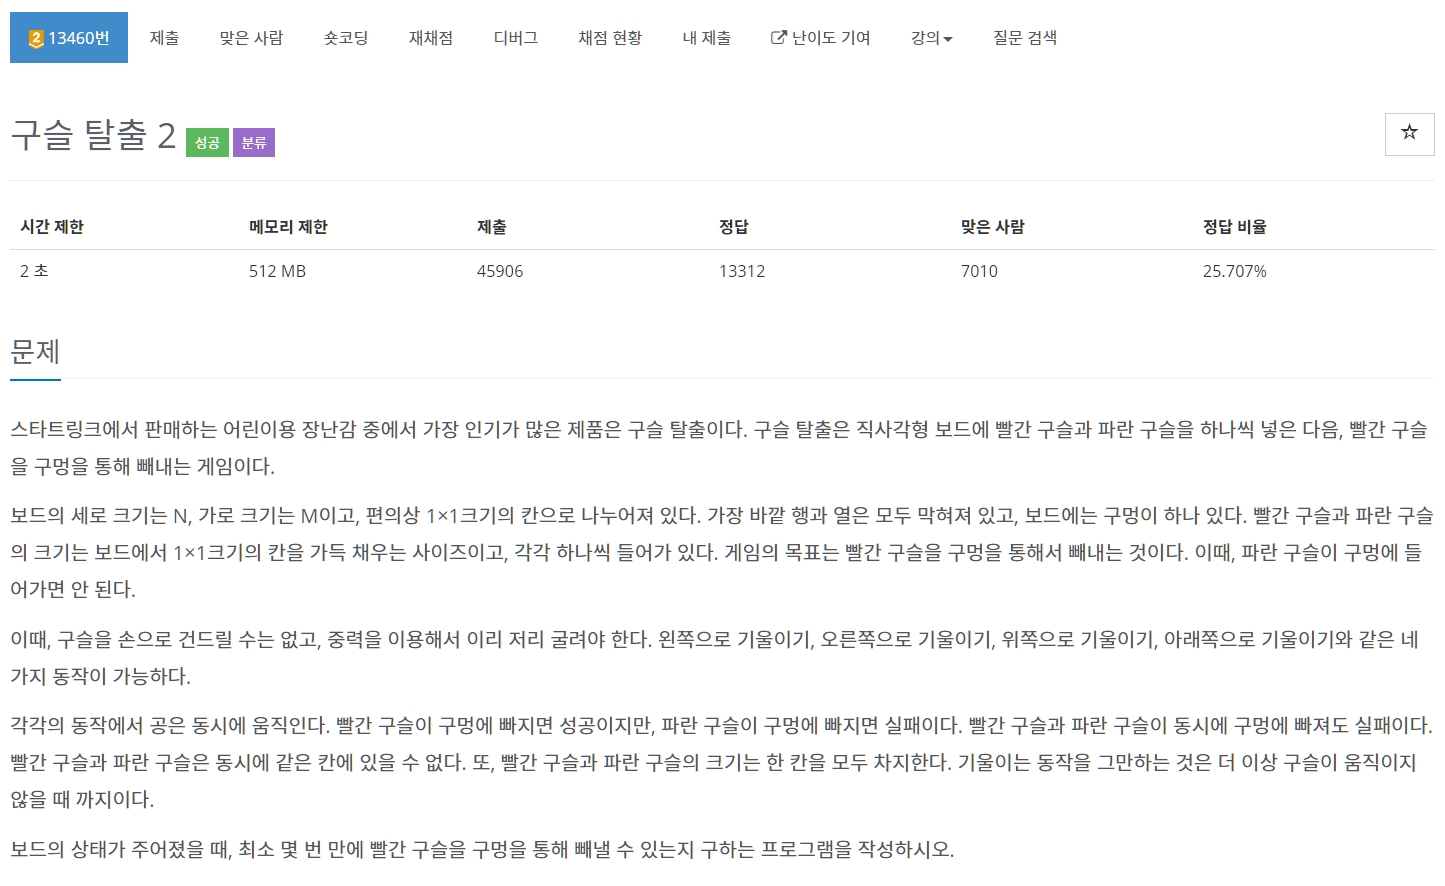 2 13460번 제출 맞은 사람 숏코딩 재채점 디버그 채점 현황 내 제출 난이도 기여 강의 질문 검색
구슬 탈출 2 성공 분류
시간 제한 메모리 제한 제출 정답 맞은 사람 정답 비율
2 초 512 MB 45906 13312 7010 25.707%
문제
스타트링크에서 판매하는 어린이용 장난감 중에서 가장 인기가 많은 제품은 구슬 탈출이다. 구슬 탈출은 직사각형 보드에 빨간 구슬과 파란 구슬을 하나씩 넣은 다음, 빨간 구슬
을 구멍을 통해 빼내는 게임이다.
보드의 세로 크기는 N, 가로 크기는 M이고, 편의상 1×1크기의 칸으로 나누어져 있다. 가장 바깥 행과 열은 모두 막혀져 있고, 보드에는 구멍이 하나 있다. 빨간 구슬과 파란 구슬
의 크기는 보드에서 1×1크기의 칸을 가득 채우는 사이즈이고, 각각 하나씩 들어가 있다. 게임의 목표는 빨간 구슬을 구멍을 통해서 빼내는 것이다. 이때, 파란 구슬이 구멍에 들
어가면 안 된다.
이때, 구슬을 손으로 건드릴 수는 없고, 중력을 이용해서 이리 저리 굴려야 한다. 왼쪽으로 기울이기, 오른쪽으로 기울이기, 위쪽으로 기울이기, 아래쪽으로 기울이기와 같은 네
가지 동작이 가능하다.
각각의 동작에서 공은 동시에 움직인다. 빨간 구슬이 구멍에 빠지면 성공이지만, 파란 구슬이 구멍에 빠지면 실패이다. 빨간 구슬과 파란 구슬이 동시에 구멍에 빠져도 실패이다.
빨간 구슬과 파란 구슬은 동시에 같은 칸에 있을 수 없다. 또, 빨간 구슬과 파란 구슬의 크기는 한 칸을 모두 차지한다. 기울이는 동작을 그만하는 것은 더 이상 구슬이 움직이지
않을 때 까지이다.
보드의 상태가 주어졌을 때, 최소 몇 번 만에 빨간 구슬을 구멍을 통해 빼낼 수 있는지 구하는 프로그램을 작성하시오.